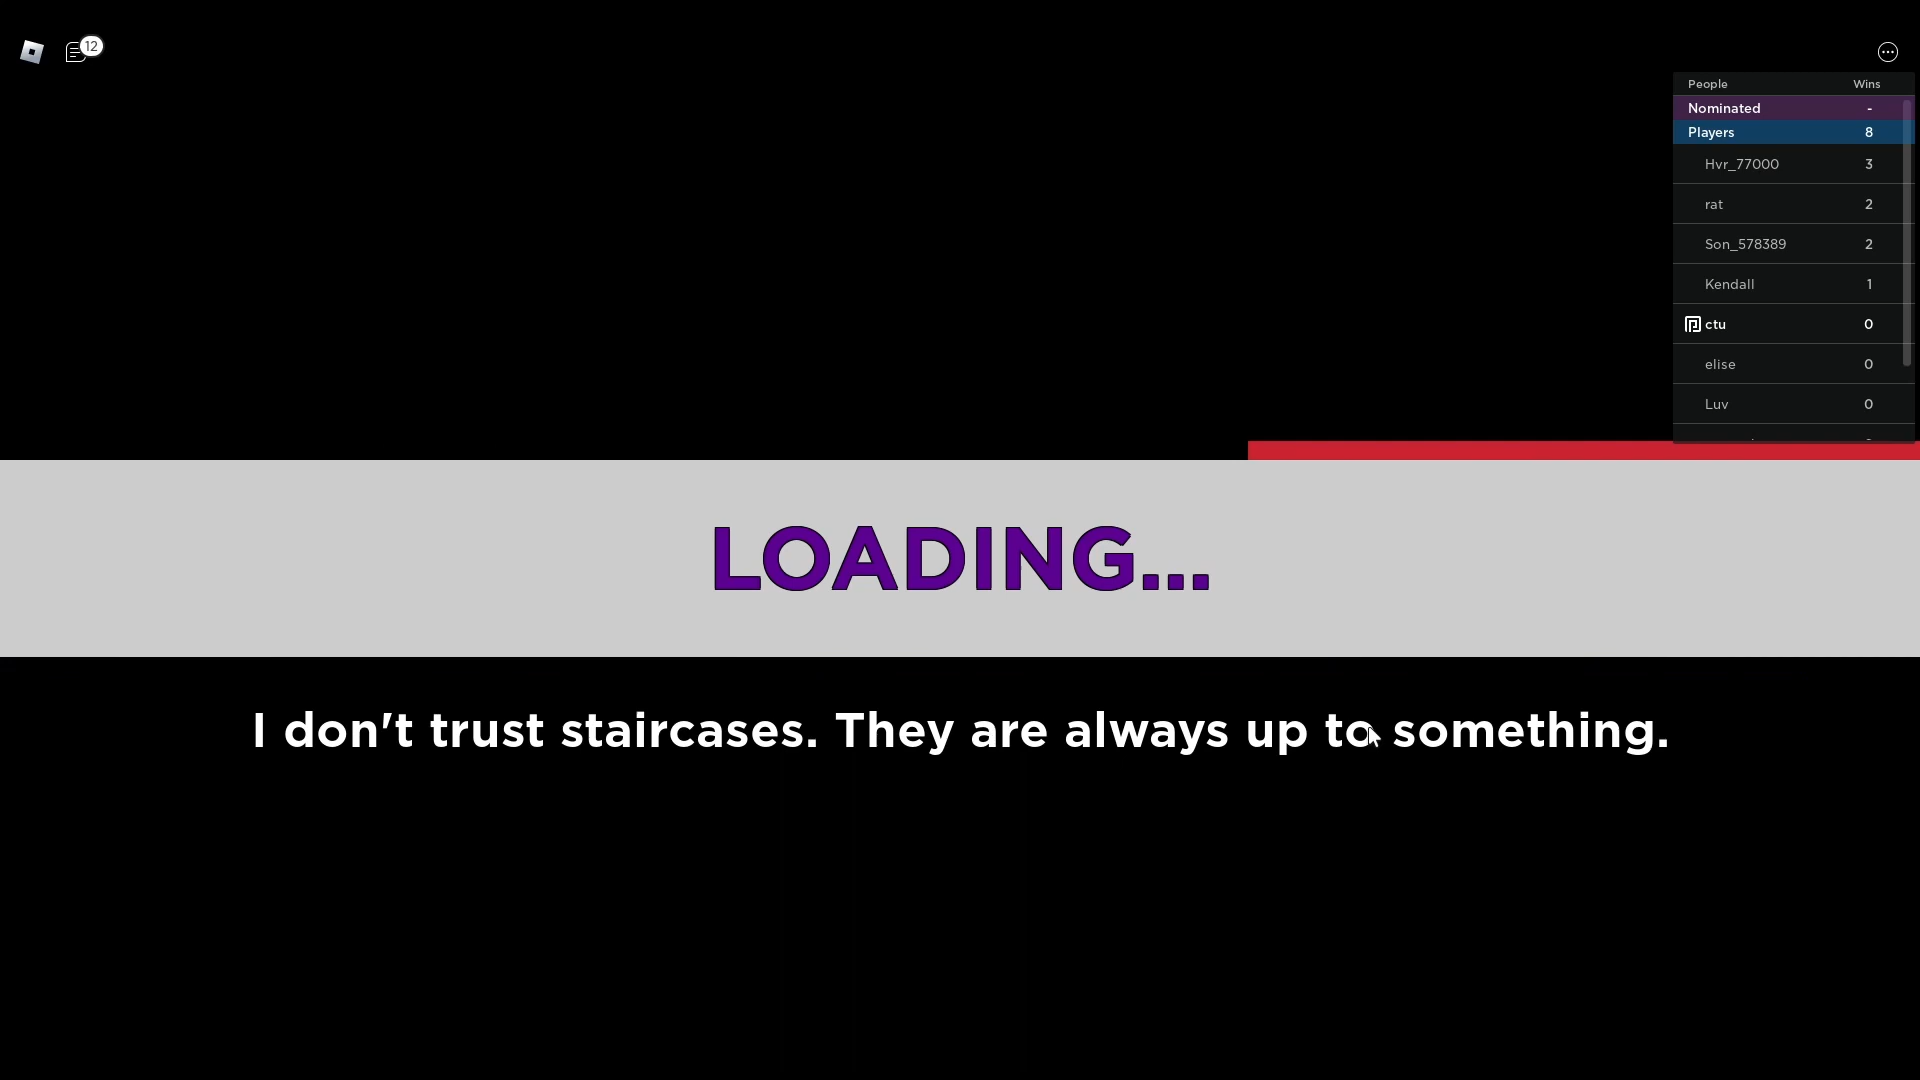 12
People Wins
Nominated -
Players 8
Hvr_77000 3
rat 2
Son_578389 2
Kendall 1
ctu 0
elise 0
Luv 0
LOADING...
I don't trust staircases. They are always up to something.